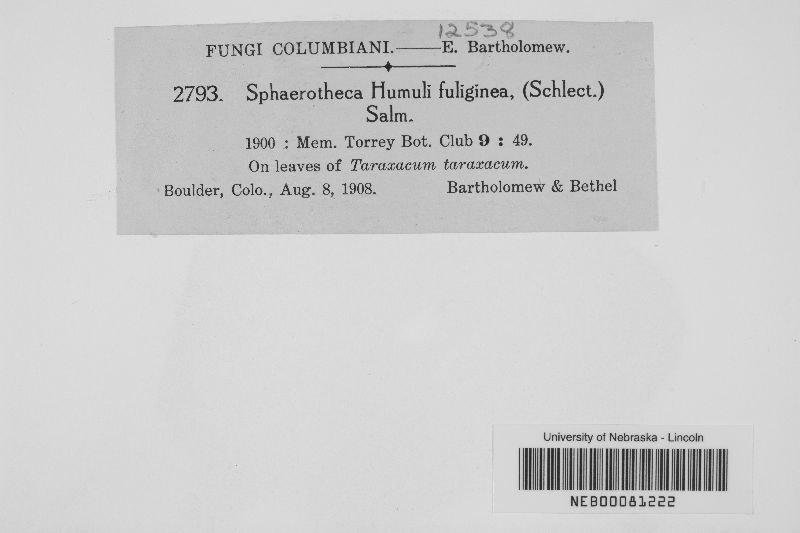 12538
FUNGI COLUMBIANI.——E. Bartholomew.
2793. Sphaerotheca Humuli fuliginea, (Schlect.)
Salm.
1900 : Mem. Torrey Bot. Club 9 : 49.
On leaves of Taraxacum taraxacum.
Boulder, Colo., Aug. 8, 1908. Bartholomew & Bethel
University of Nebraska - Lincoln
NEB00081222